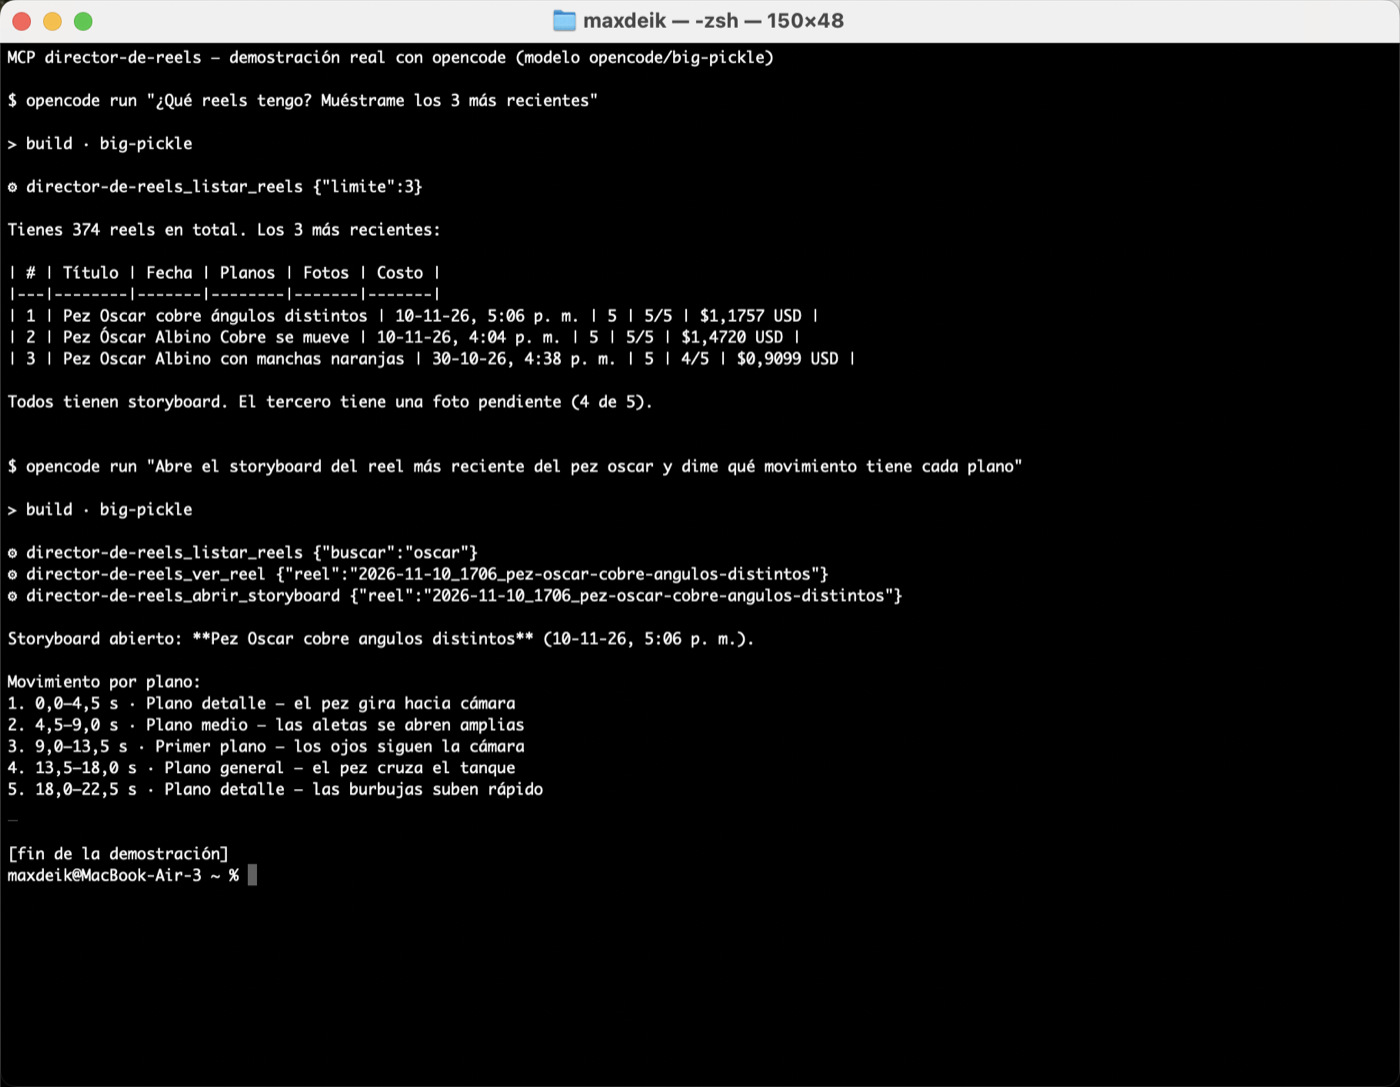 maxdeik — -zsh — 150×48
MCP director-de-reels — demostración real con opencode (modelo opencode/big-pickle)
$ opencode run "¿Qué reels tengo? Muéstrame los 3 más recientes"
> build · big-pickle
⚙ director-de-reels_listar_reels {"limite":3}
Tienes 374 reels en total. Los 3 más recientes:
| # | Título | Fecha | Planos | Fotos | Costo |
|---|--------|-------|--------|-------|-------|
| 1 | Pez Oscar cobre ángulos distintos | 10-11-26, 5:06 p. m. | 5 | 5/5 | $1,1757 USD |
| 2 | Pez Óscar Albino Cobre se mueve | 10-11-26, 4:04 p. m. | 5 | 5/5 | $1,4720 USD |
| 3 | Pez Oscar Albino con manchas naranjas | 30-10-26, 4:38 p. m. | 5 | 4/5 | $0,9099 USD |
Todos tienen storyboard. El tercero tiene una foto pendiente (4 de 5).
$ opencode run "Abre el storyboard del reel más reciente del pez oscar y dime qué movimiento tiene cada plano"
> build · big-pickle
⚙ director-de-reels_listar_reels {"buscar":"oscar"}
⚙ director-de-reels_ver_reel {"reel":"2026-11-10_1706_pez-oscar-cobre-angulos-distintos"}
⚙ director-de-reels_abrir_storyboard {"reel":"2026-11-10_1706_pez-oscar-cobre-angulos-distintos"}
Storyboard abierto: **Pez Oscar cobre angulos distintos** (10-11-26, 5:06 p. m.).
Movimiento por plano:
1. 0,0–4,5 s · Plano detalle — el pez gira hacia cámara
2. 4,5–9,0 s · Plano medio — las aletas se abren amplias
3. 9,0–13,5 s · Primer plano — los ojos siguen la cámara
4. 13,5–18,0 s · Plano general — el pez cruza el tanque
5. 18,0–22,5 s · Plano detalle — las burbujas suben rápido
_
[fin de la demostración]
maxdeik@MacBook-Air-3 ~ %